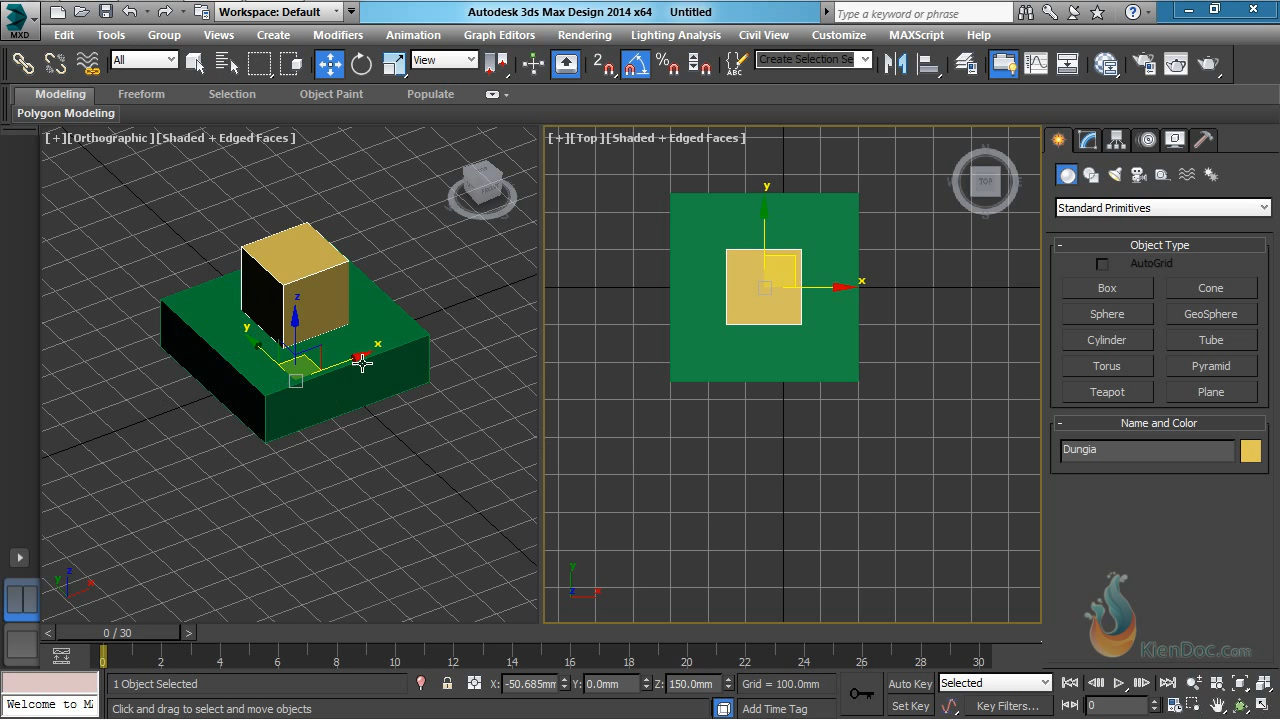 MXD
Workspace: Default
Autodesk 3ds Max Design 2014 x64 Untitled
Type a keyword or phrase
Edit Tools Group Views Create Modifiers Animation Graph Editors Rendering Lighting Analysis Civil View Customize MAXScript Help
All View 2 Create Selection Se
Modeling Freeform Selection Object Paint Populate
Polygon Modeling
[+][Orthographic][Shaded + Edged Faces]
z
y
x
y z x
[+][Top][Shaded + Edged Faces]
TOP
y
x
y
z x
Standard Primitives
- Object Type
AutoGrid
Box Cone
Sphere GeoSphere
Cylinder Tube
Torus Pyramid
Teapot Plane
- Name and Color
Dungia
KienDoc.com
< 0 / 30 >
0 2 4 6 8 10 12 14 16 18 20 22 24 26 28 30
1 Object Selected X: -50.685mm Y: 0.0mm Z: 150.0mm Grid = 100.0mm Auto Key Selected
Welcome to MA Click and drag to select and move objects Add Time Tag Set Key Key Filters... 0